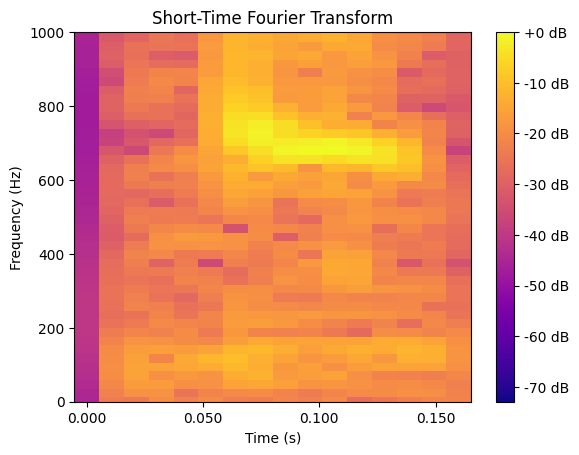 Short-Time Fourier Transform
Frequency (Hz)
1000
800
600
400
200
0
0.000
0.050
0.100
0.150
Time (s)
+0 dB
-10 dB
-20 dB
-30 dB
-40 dB
-50 dB
-60 dB
-70 dB